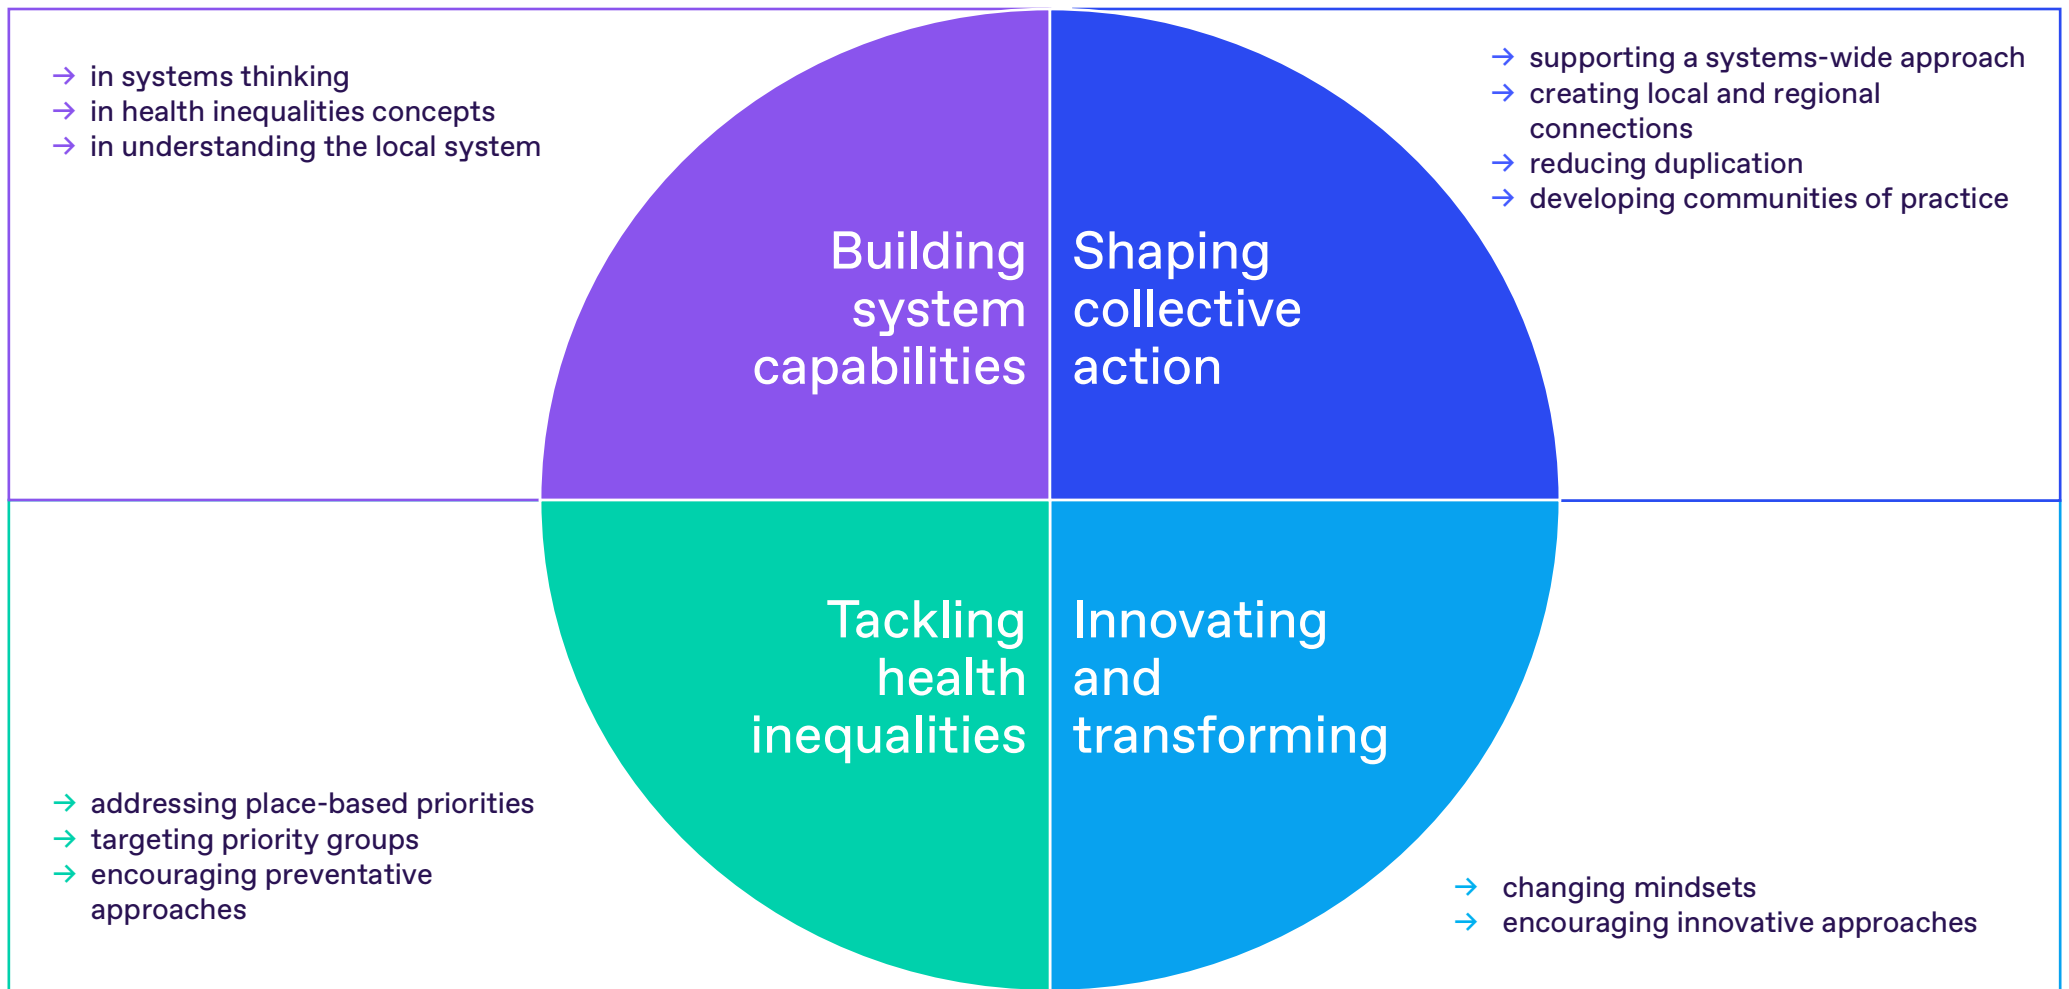 → in systems thinking
→ in health inequalities concepts
→ in understanding the local system
Building
system
capabilities
Shaping
collective
action
→ supporting a systems-wide approach
→ creating local and regional
connections
→ reducing duplication
→ developing communities of practice
Tackling
health
inequalities
→ addressing place-based priorities
→ targeting priority groups
→ encouraging preventative
approaches
Innovating
and
transforming
→ changing mindsets
→ encouraging innovative approaches